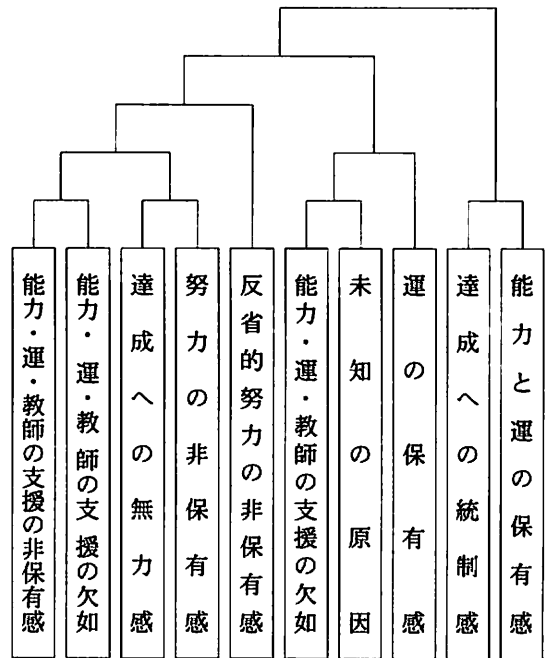 能力・運・教師の支援の非保有感
能力・運・教師の支援の欠如
達成への無力感
努力の非保有感
反省的努力の非保有感
能力・運・教師の支援の欠如
未知の原因
運の保有感
達成への統制感
能力と運の保有感